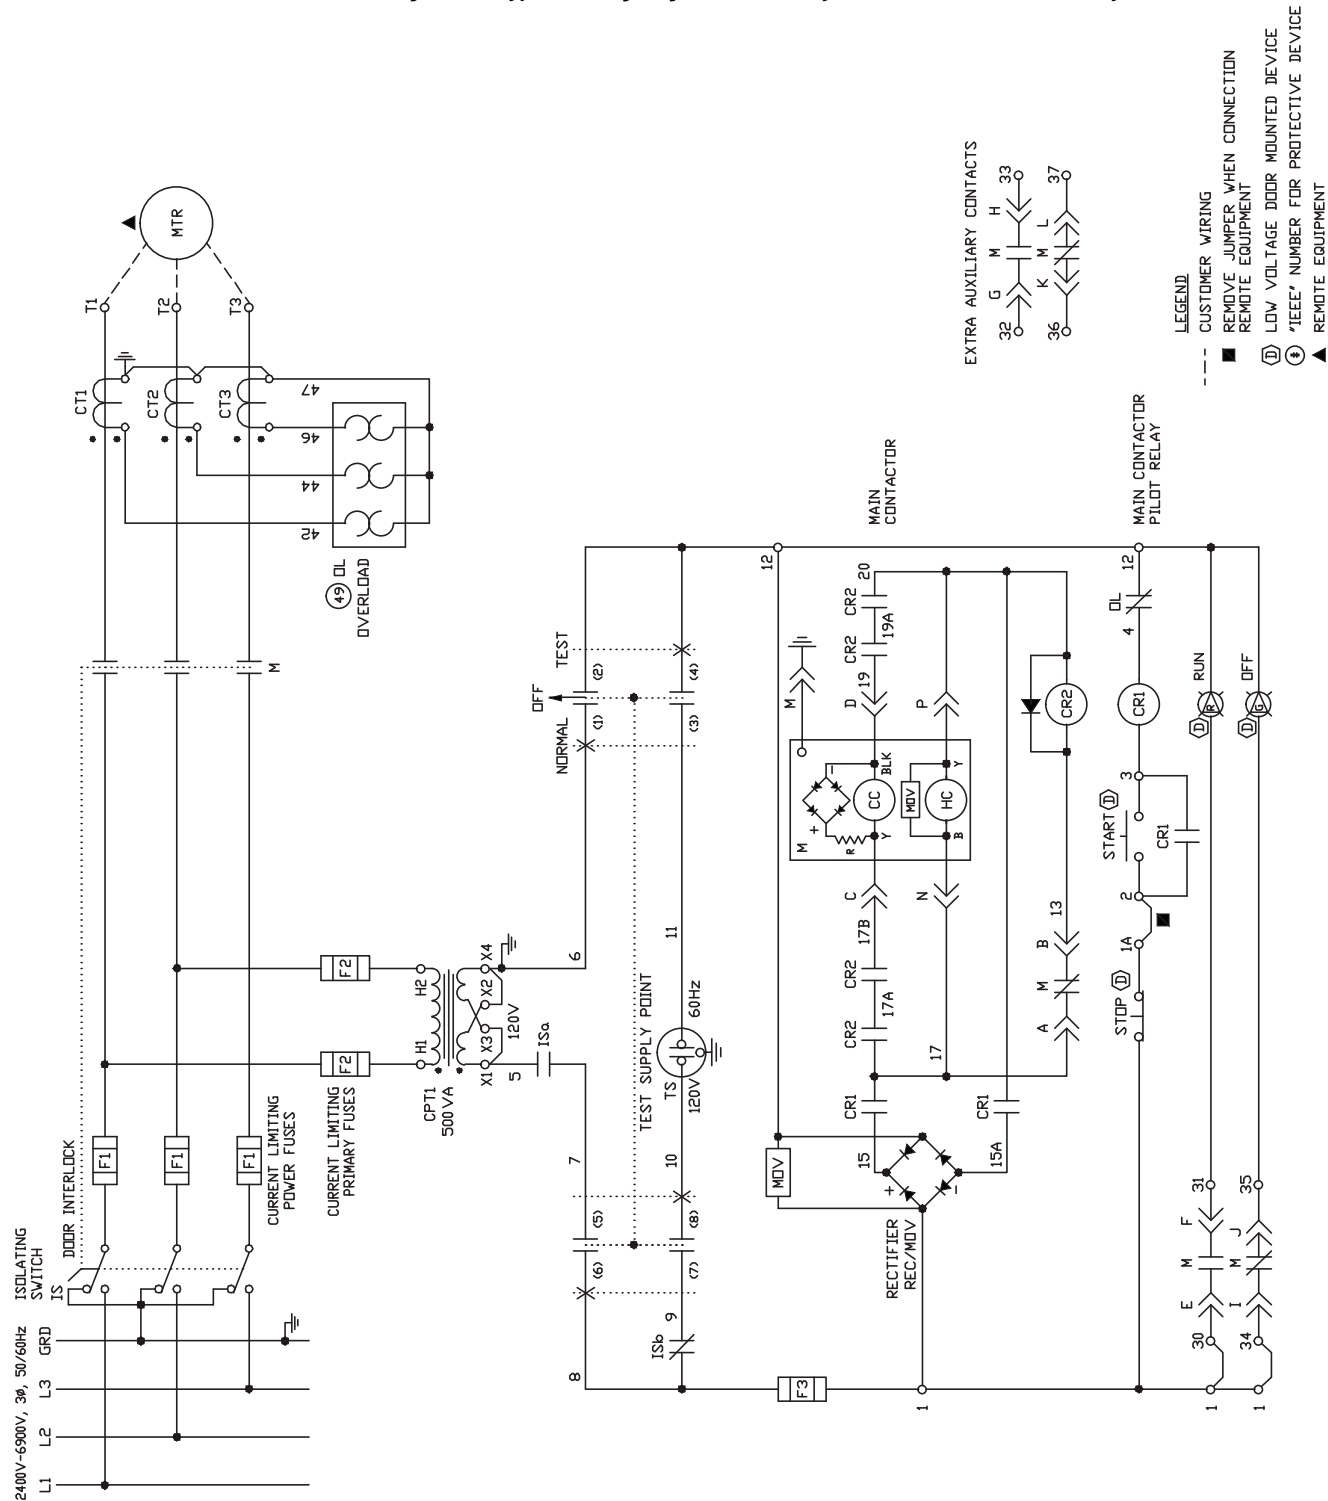 2400V-6900V, 3ø, 50/60Hz
L1
L2
L3
GRD
ISOLATING
SWITCH
IS
DOOR INTERLOCK
F1
F1
F1
CURRENT LIMITING
POWER FUSES
M
CT1
CT2
CT3
T1
T2
T3
MTR
42
44
46
47
49
OL
OVERLOAD
CURRENT LIMITING
PRIMARY FUSES
F2
F2
H1
H2
CPT1
500VA
X1
X3
X2
X4
120V
5
ISa
6
7
8
(6)
(5)
NORMAL
OFF
TEST
(1)
(2)
TEST SUPPLY POINT
ISb
9
(7)
(8)
10
TS
120V
60Hz
11
(3)
(4)
F3
MOV
12
1
RECTIFIER
REC/MOV
+
-
15
15A
CR1
CR1
17
CR2
17A
CR2
17B
C
N
M
R
+
-
Y
CC
BLK
MOV
B
HC
Y
M
D
P
19
CR2
19A
CR2
20
MAIN
CONTACTOR
A
M
B
13
CR2
STOP
D
1A
2
START
D
3
CR1
CR1
4
OL
12
MAIN CONTACTOR
PILOT RELAY
1
30
E
M
F
31
D
R
RUN
1
34
I
M
J
35
D
G
OFF
EXTRA AUXILIARY CONTACTS
32
G
M
H
33
36
K
M
L
37
LEGEND
CUSTOMER WIRING
REMOVE JUMPER WHEN CONNECTION
REMOTE EQUIPMENT
D
LOW VOLTAGE DOOR MOUNTED DEVICE
"IEEE" NUMBER FOR PROTECTIVE DEVICE
REMOTE EQUIPMENT